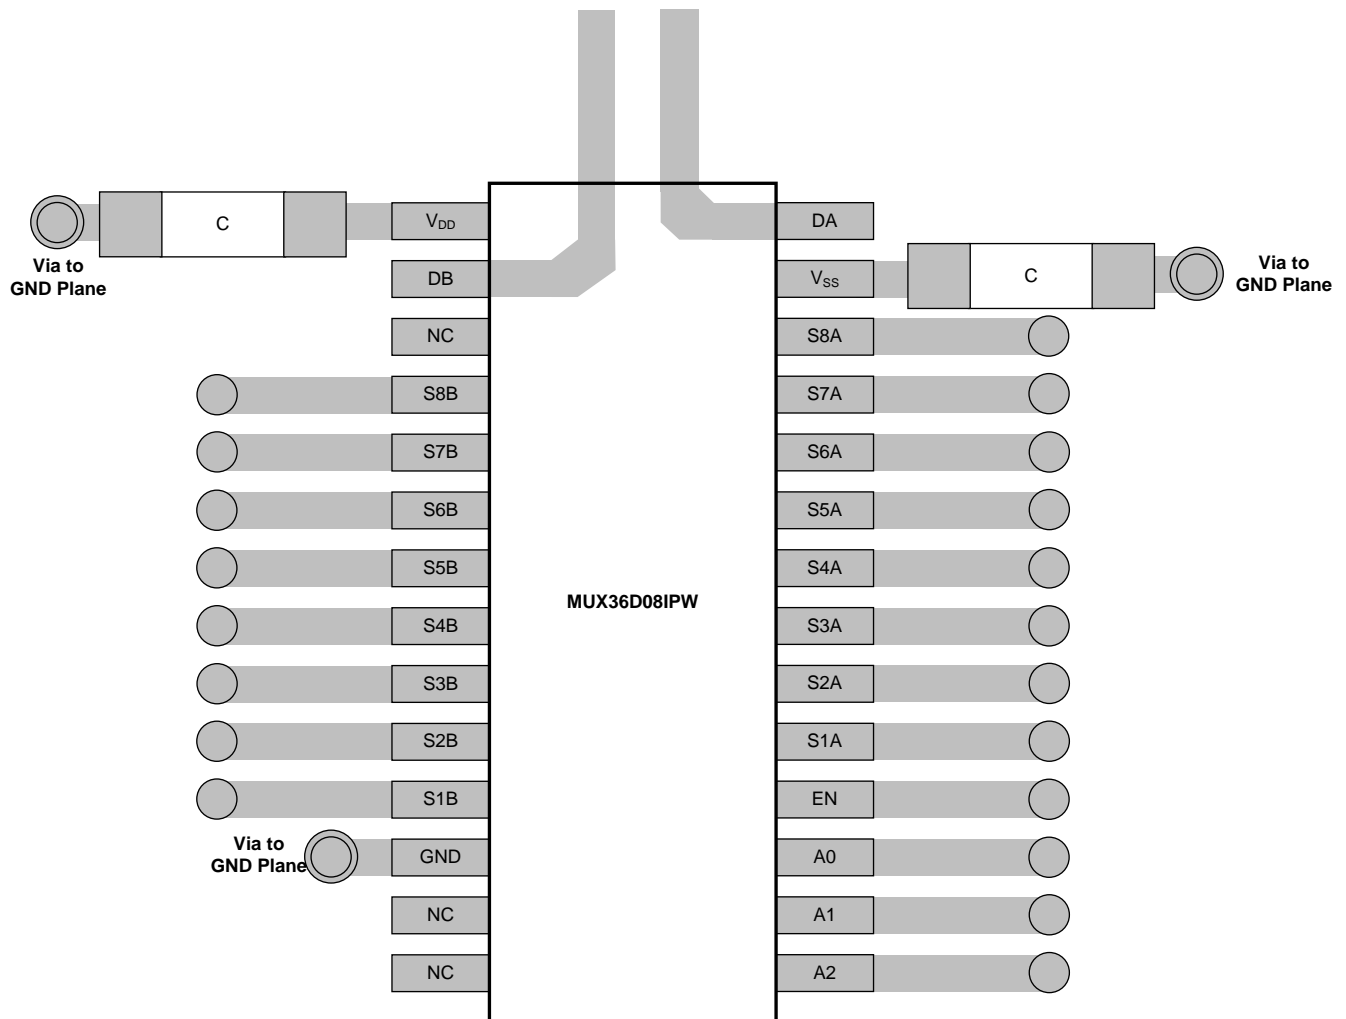 C
V_DD
DA
Via to
GND Plane
DB
V_SS
C
Via to
GND Plane
NC
S8A
S8B
S7A
S7B
S6A
S6B
S5A
S5B
S4A
MUX36D08IPW
S4B
S3A
S3B
S2A
S2B
S1A
S1B
EN
Via to
GND Plane
GND
A0
NC
A1
NC
A2